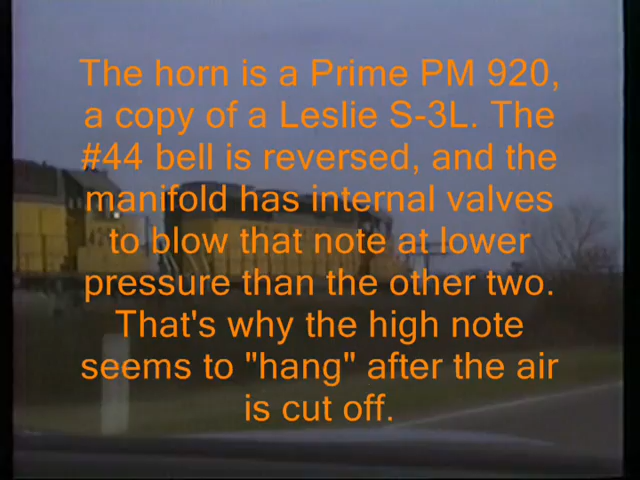 The horn is a Prime PM 920,
a copy of a Leslie S-3L. The
#44 bell is reversed, and the
manifold has internal valves
to blow that note at lower
pressure than the other two.
That's why the high note
seems to "hang" after the air
is cut off.